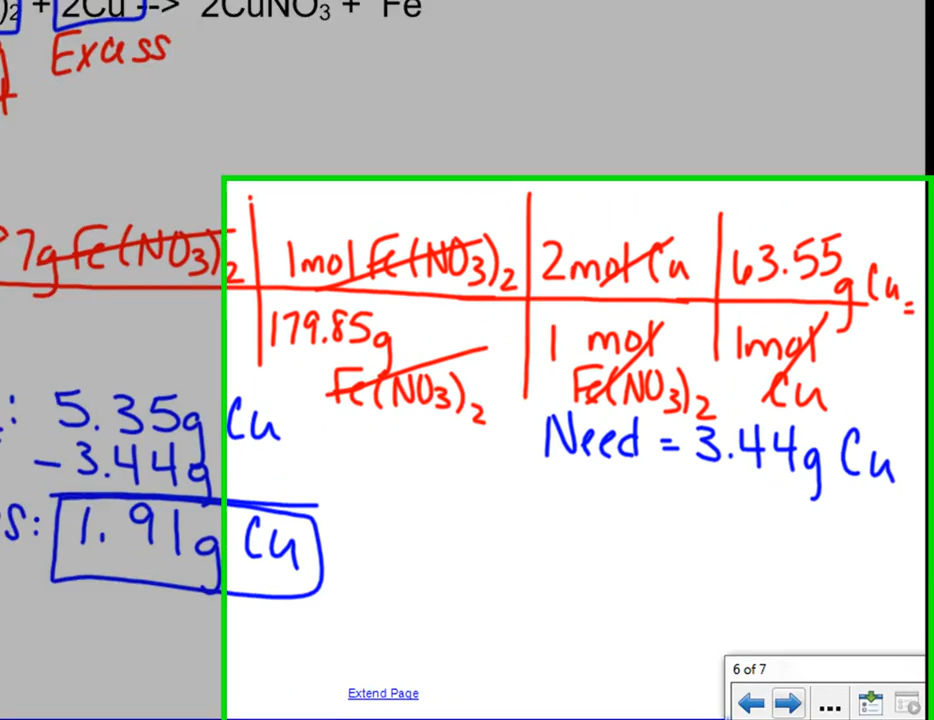 + 2Cu --> 2CuNO₃ + Fe
Excess
7g Fe(NO₃)₂ | 1mol Fe(NO₃)₂ | 2mol Cu | 63.55g Cu =
179.85g Fe(NO₃)₂ | 1 mol Fe(NO₃)₂ | 1mol Cu
: 5.35g Cu
Need = 3.44g Cu
- 3.44g
s: 1.91g Cu
Extend Page
6 of 7
...